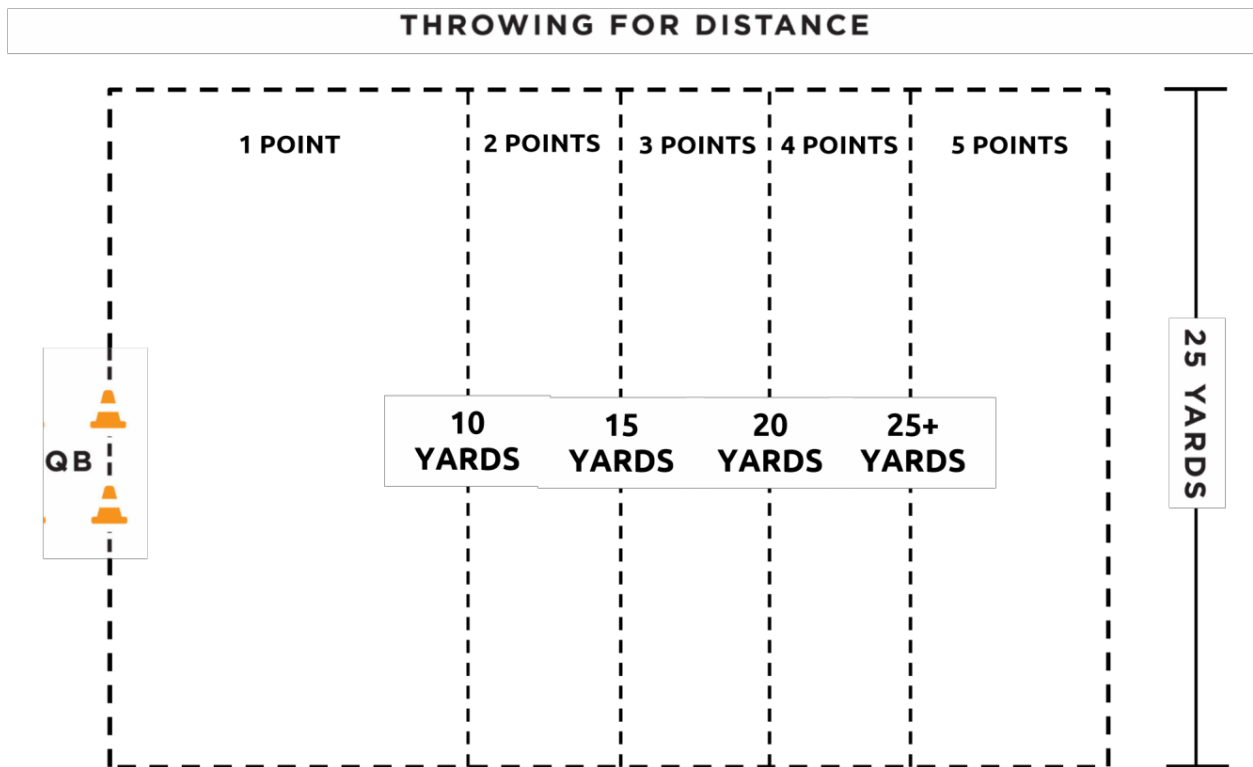 THROWING FOR DISTANCE
1 POINT
2 POINTS
3 POINTS
4 POINTS
5 POINTS
QB
10
YARDS
15
YARDS
20
YARDS
25+
YARDS
25 YARDS